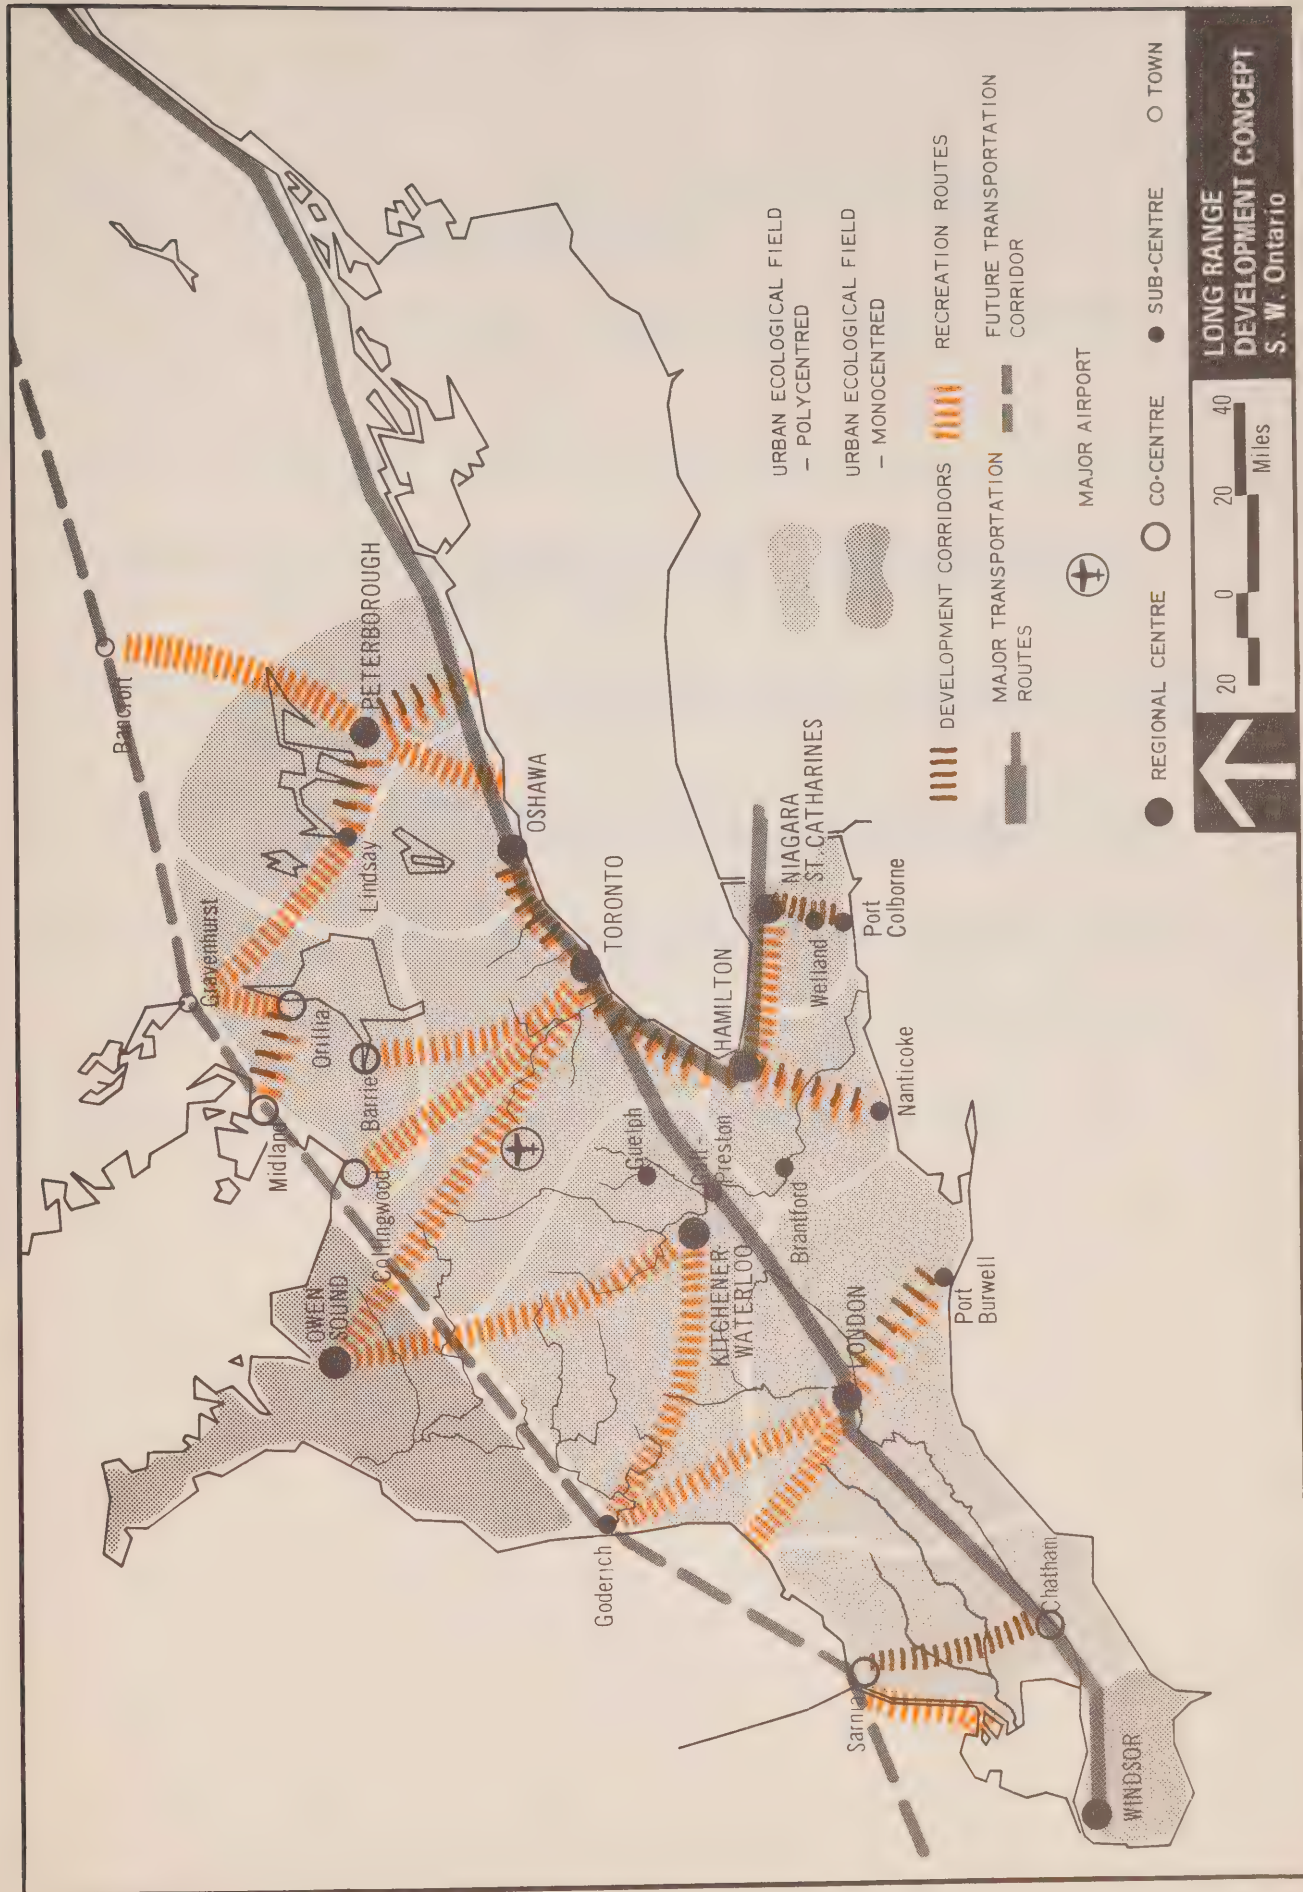 Bancroft
Gravenhurst
PETERBOROUGH
Lindsay
Orillia
Midland
Barrie
Collingwood
OWEN
SOUND
OSHAWA
TORONTO
HAMILTON
NIAGARA
ST. CATHARINES
Welland
Port
Colborne
Nanticoke
Guelph
Galt-
Preston
Brantford
KITCHENER
WATERLOO
LONDON
Port
Burwell
Goderich
Sarnia
Chatham
WINDSOR
URBAN ECOLOGICAL FIELD
– POLYCENTRED
URBAN ECOLOGICAL FIELD
– MONOCENTRED
DEVELOPMENT CORRIDORS
RECREATION ROUTES
MAJOR TRANSPORTATION
ROUTES
FUTURE TRANSPORTATION
CORRIDOR
MAJOR AIRPORT
REGIONAL CENTRE
CO-CENTRE
SUB-CENTRE
TOWN
20 0 20 40
Miles
LONG RANGE
DEVELOPMENT CONCEPT
S. W. Ontario